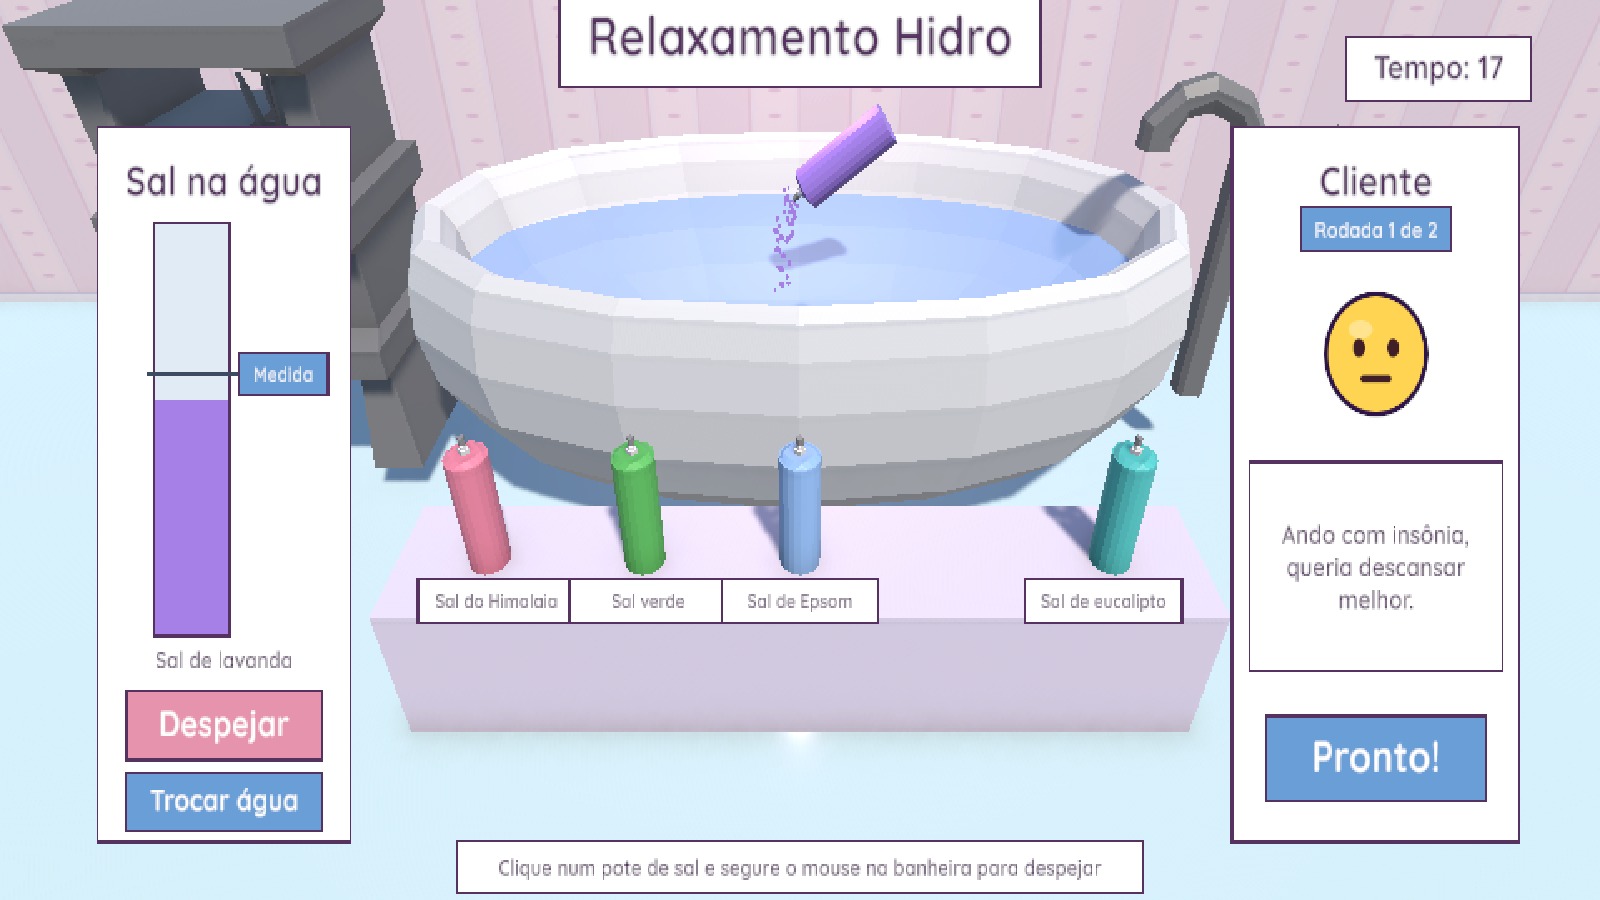 Relaxamento Hidro
Tempo: 17
Sal na água
Medida
Sal de lavanda
Despejar
Trocar água
Sal do Himalaia
Sal verde
Sal de Epsom
Sal de eucalipto
Cliente
Rodada 1 de 2
Ando com insônia,
queria descansar
melhor.
Pronto!
Clique num pote de sal e segure o mouse na banheira para despejar